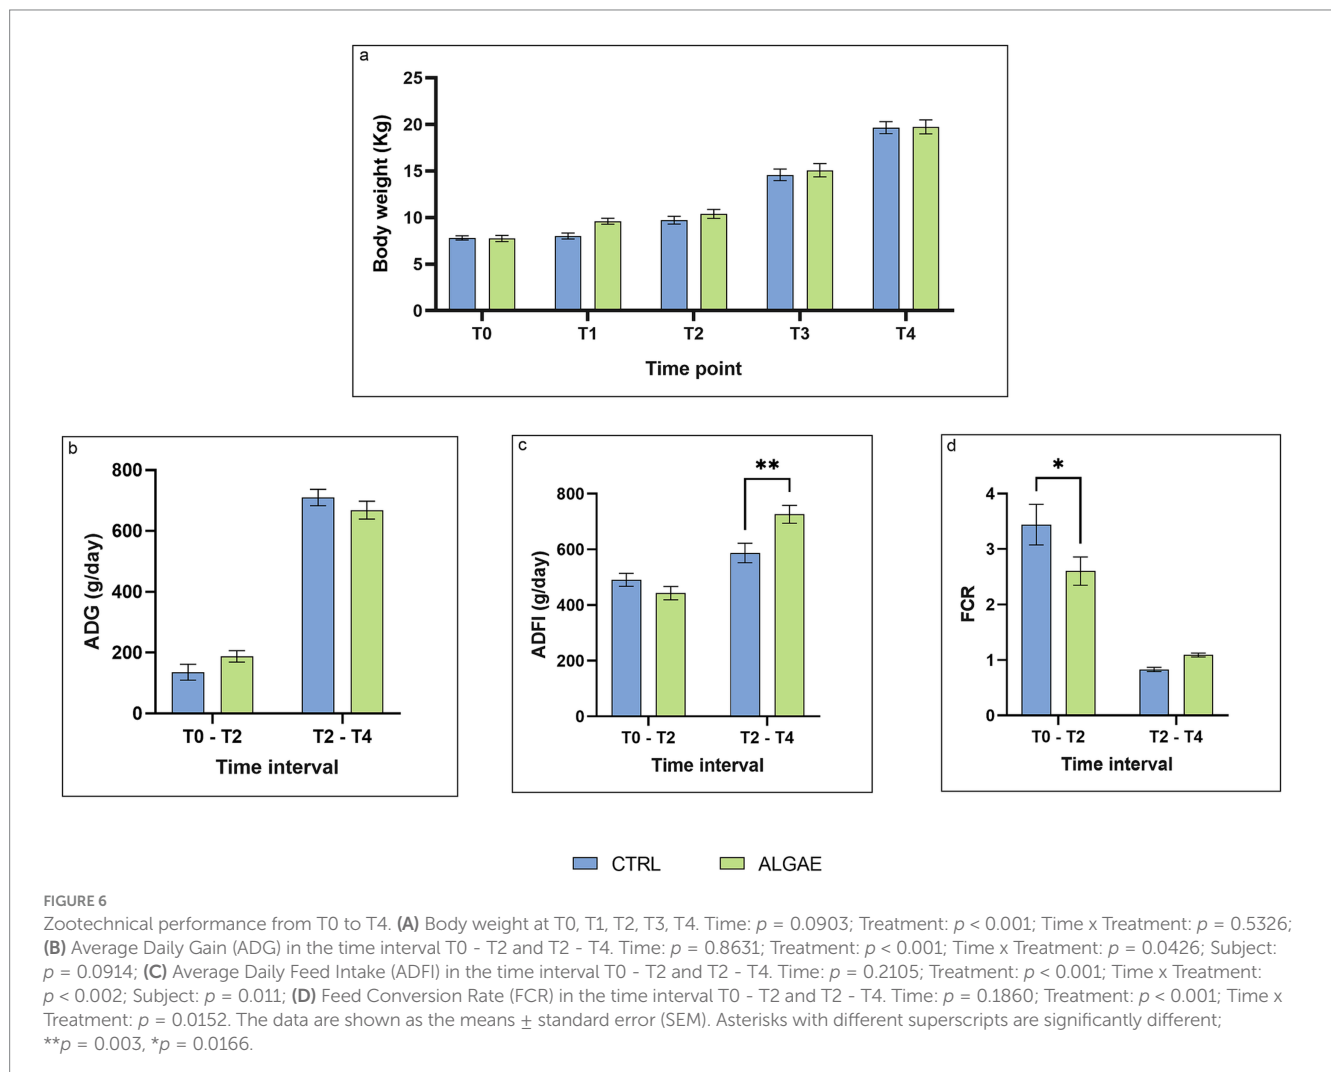 a
25
20
15
10
5
0
Body weight (Kg)
T0 T1 T2 T3 T4
Time point
b
800
600
400
200
0
ADG (g/day)
T0 - T2 T2 - T4
Time interval
c
**
800
600
400
200
0
ADFI (g/day)
T0 - T2 T2 - T4
Time interval
d
*
4
3
2
1
0
FCR
T0 - T2 T2 - T4
Time interval
CTRL ALGAE
FIGURE 6
Zootechnical performance from T0 to T4. (A) Body weight at T0, T1, T2, T3, T4. Time: p = 0.0903; Treatment: p < 0.001; Time x Treatment: p = 0.5326;
(B) Average Daily Gain (ADG) in the time interval T0 - T2 and T2 - T4. Time: p = 0.8631; Treatment: p < 0.001; Time x Treatment: p = 0.0426; Subject:
p = 0.0914; (C) Average Daily Feed Intake (ADFI) in the time interval T0 - T2 and T2 - T4. Time: p = 0.2105; Treatment: p < 0.001; Time x Treatment:
p < 0.002; Subject: p = 0.011; (D) Feed Conversion Rate (FCR) in the time interval T0 - T2 and T2 - T4. Time: p = 0.1860; Treatment: p < 0.001; Time x
Treatment: p = 0.0152. The data are shown as the means ± standard error (SEM). Asterisks with different superscripts are significantly different;
**p = 0.003, *p = 0.0166.